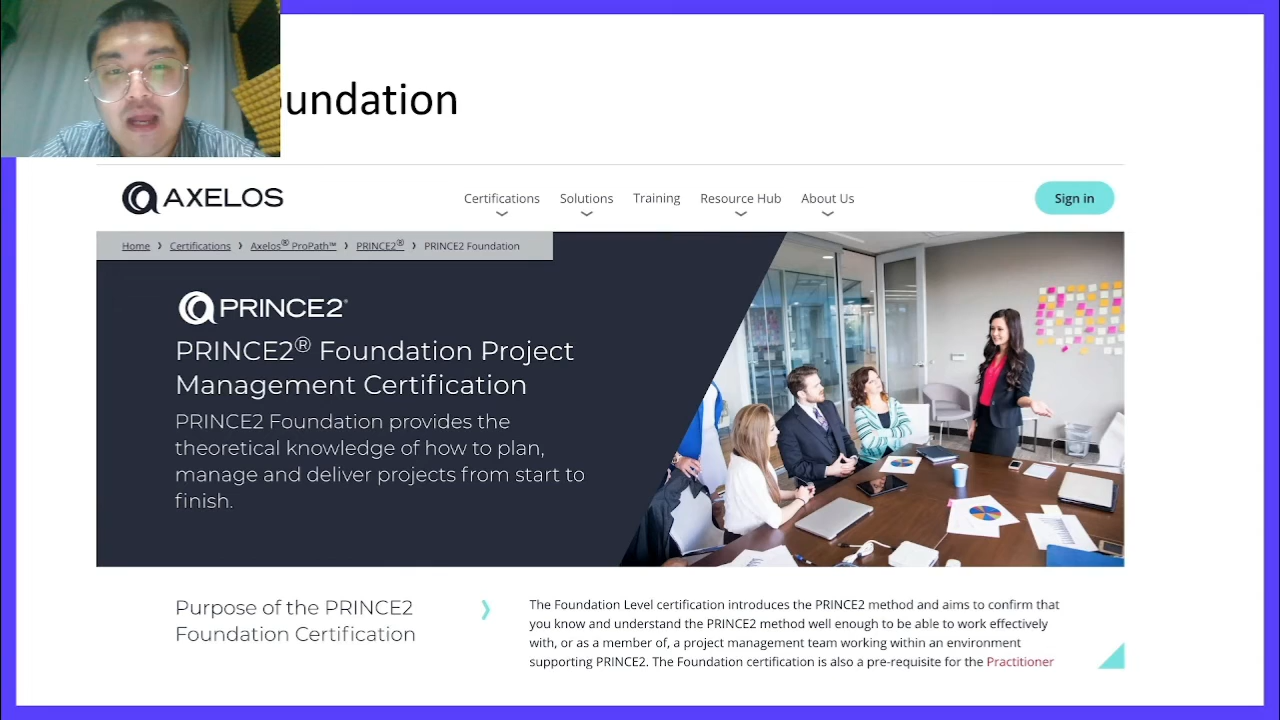 oundation
AXELOS
Certifications Solutions Training Resource Hub About Us
Sign in
Home › Certifications › Axelos® ProPath™ › PRINCE2® › PRINCE2 Foundation
PRINCE2®
PRINCE2® Foundation Project
Management Certification
PRINCE2 Foundation provides the
theoretical knowledge of how to plan,
manage and deliver projects from start to
finish.
Purpose of the PRINCE2
Foundation Certification
The Foundation Level certification introduces the PRINCE2 method and aims to confirm that
you know and understand the PRINCE2 method well enough to be able to work effectively
with, or as a member of, a project management team working within an environment
supporting PRINCE2. The Foundation certification is also a pre-requisite for the Practitioner